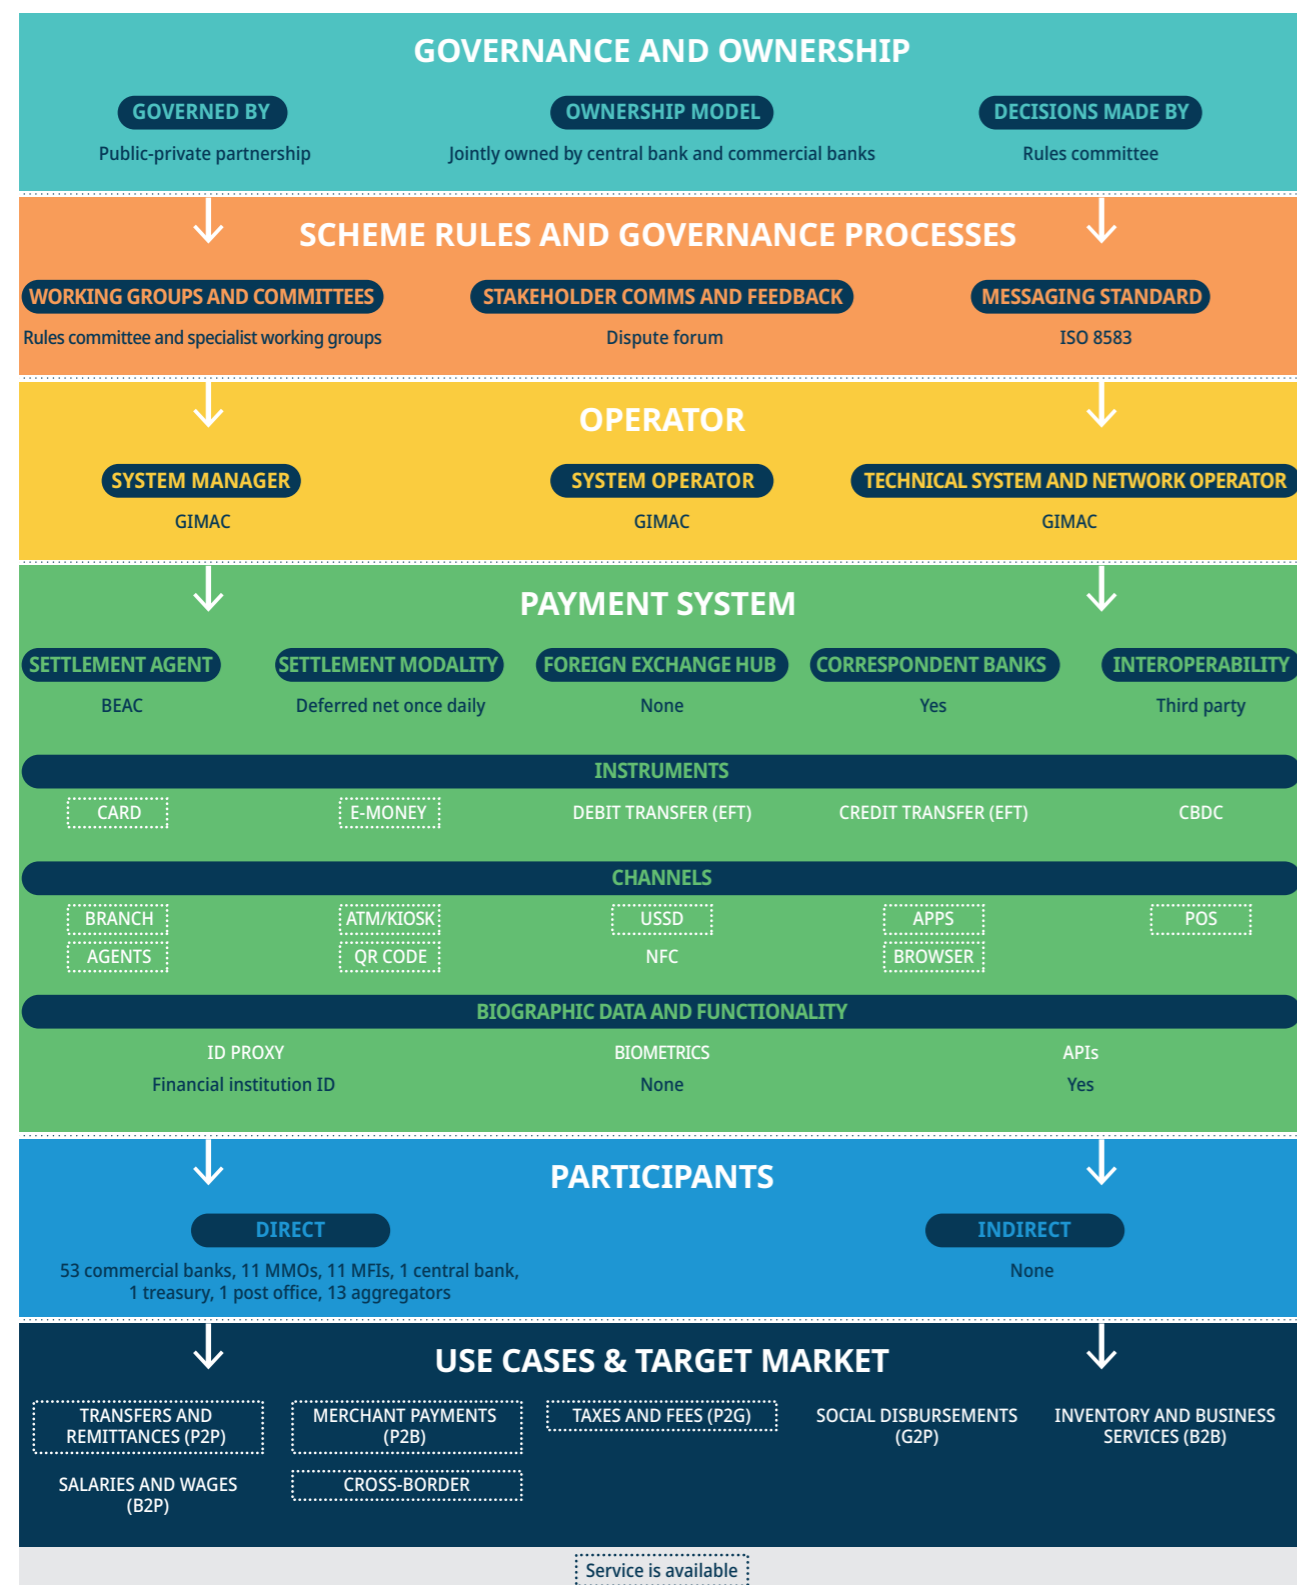 GOVERNANCE AND OWNERSHIP
GOVERNED BY
Public-private partnership
OWNERSHIP MODEL
Jointly owned by central bank and commercial banks
DECISIONS MADE BY
Rules committee
SCHEME RULES AND GOVERNANCE PROCESSES
WORKING GROUPS AND COMMITTEES
Rules committee and specialist working groups
STAKEHOLDER COMMS AND FEEDBACK
Dispute forum
MESSAGING STANDARD
ISO 8583
OPERATOR
SYSTEM MANAGER
GIMAC
SYSTEM OPERATOR
GIMAC
TECHNICAL SYSTEM AND NETWORK OPERATOR
GIMAC
PAYMENT SYSTEM
SETTLEMENT AGENT
BEAC
SETTLEMENT MODALITY
Deferred net once daily
FOREIGN EXCHANGE HUB
None
CORRESPONDENT BANKS
Yes
INTEROPERABILITY
Third party
INSTRUMENTS
CARD
E-MONEY
DEBIT TRANSFER (EFT)
CREDIT TRANSFER (EFT)
CBDC
CHANNELS
BRANCH
ATM/KIOSK
USSD
APPS
POS
AGENTS
QR CODE
NFC
BROWSER
BIOGRAPHIC DATA AND FUNCTIONALITY
ID PROXY
Financial institution ID
BIOMETRICS
None
APIs
Yes
PARTICIPANTS
DIRECT
53 commercial banks, 11 MMOs, 11 MFIs, 1 central bank,
1 treasury, 1 post office, 13 aggregators
INDIRECT
None
USE CASES & TARGET MARKET
TRANSFERS AND
REMITTANCES (P2P)
MERCHANT PAYMENTS
(P2B)
TAXES AND FEES (P2G)
SOCIAL DISBURSEMENTS
(G2P)
INVENTORY AND BUSINESS
SERVICES (B2B)
SALARIES AND WAGES
(B2P)
CROSS-BORDER
Service is available